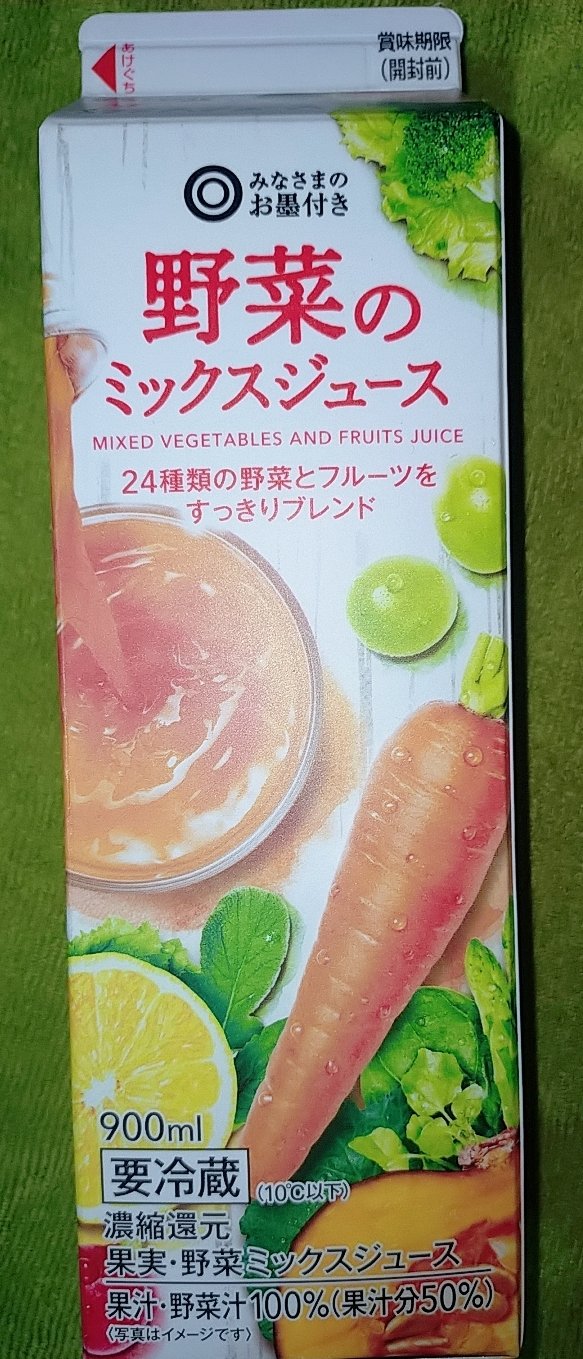 賞味期限
(開封前)
あけぐち
みなさまの
お墨付き
野菜の
ミックスジュース
MIXED VEGETABLES AND FRUITS JUICE
24種類の野菜とフルーツを
すっきりブレンド
900ml
要冷蔵 (10℃以下)
濃縮還元
果実・野菜ミックスジュース
果汁・野菜汁100%(果汁分50%)
〈写真はイメージです〉